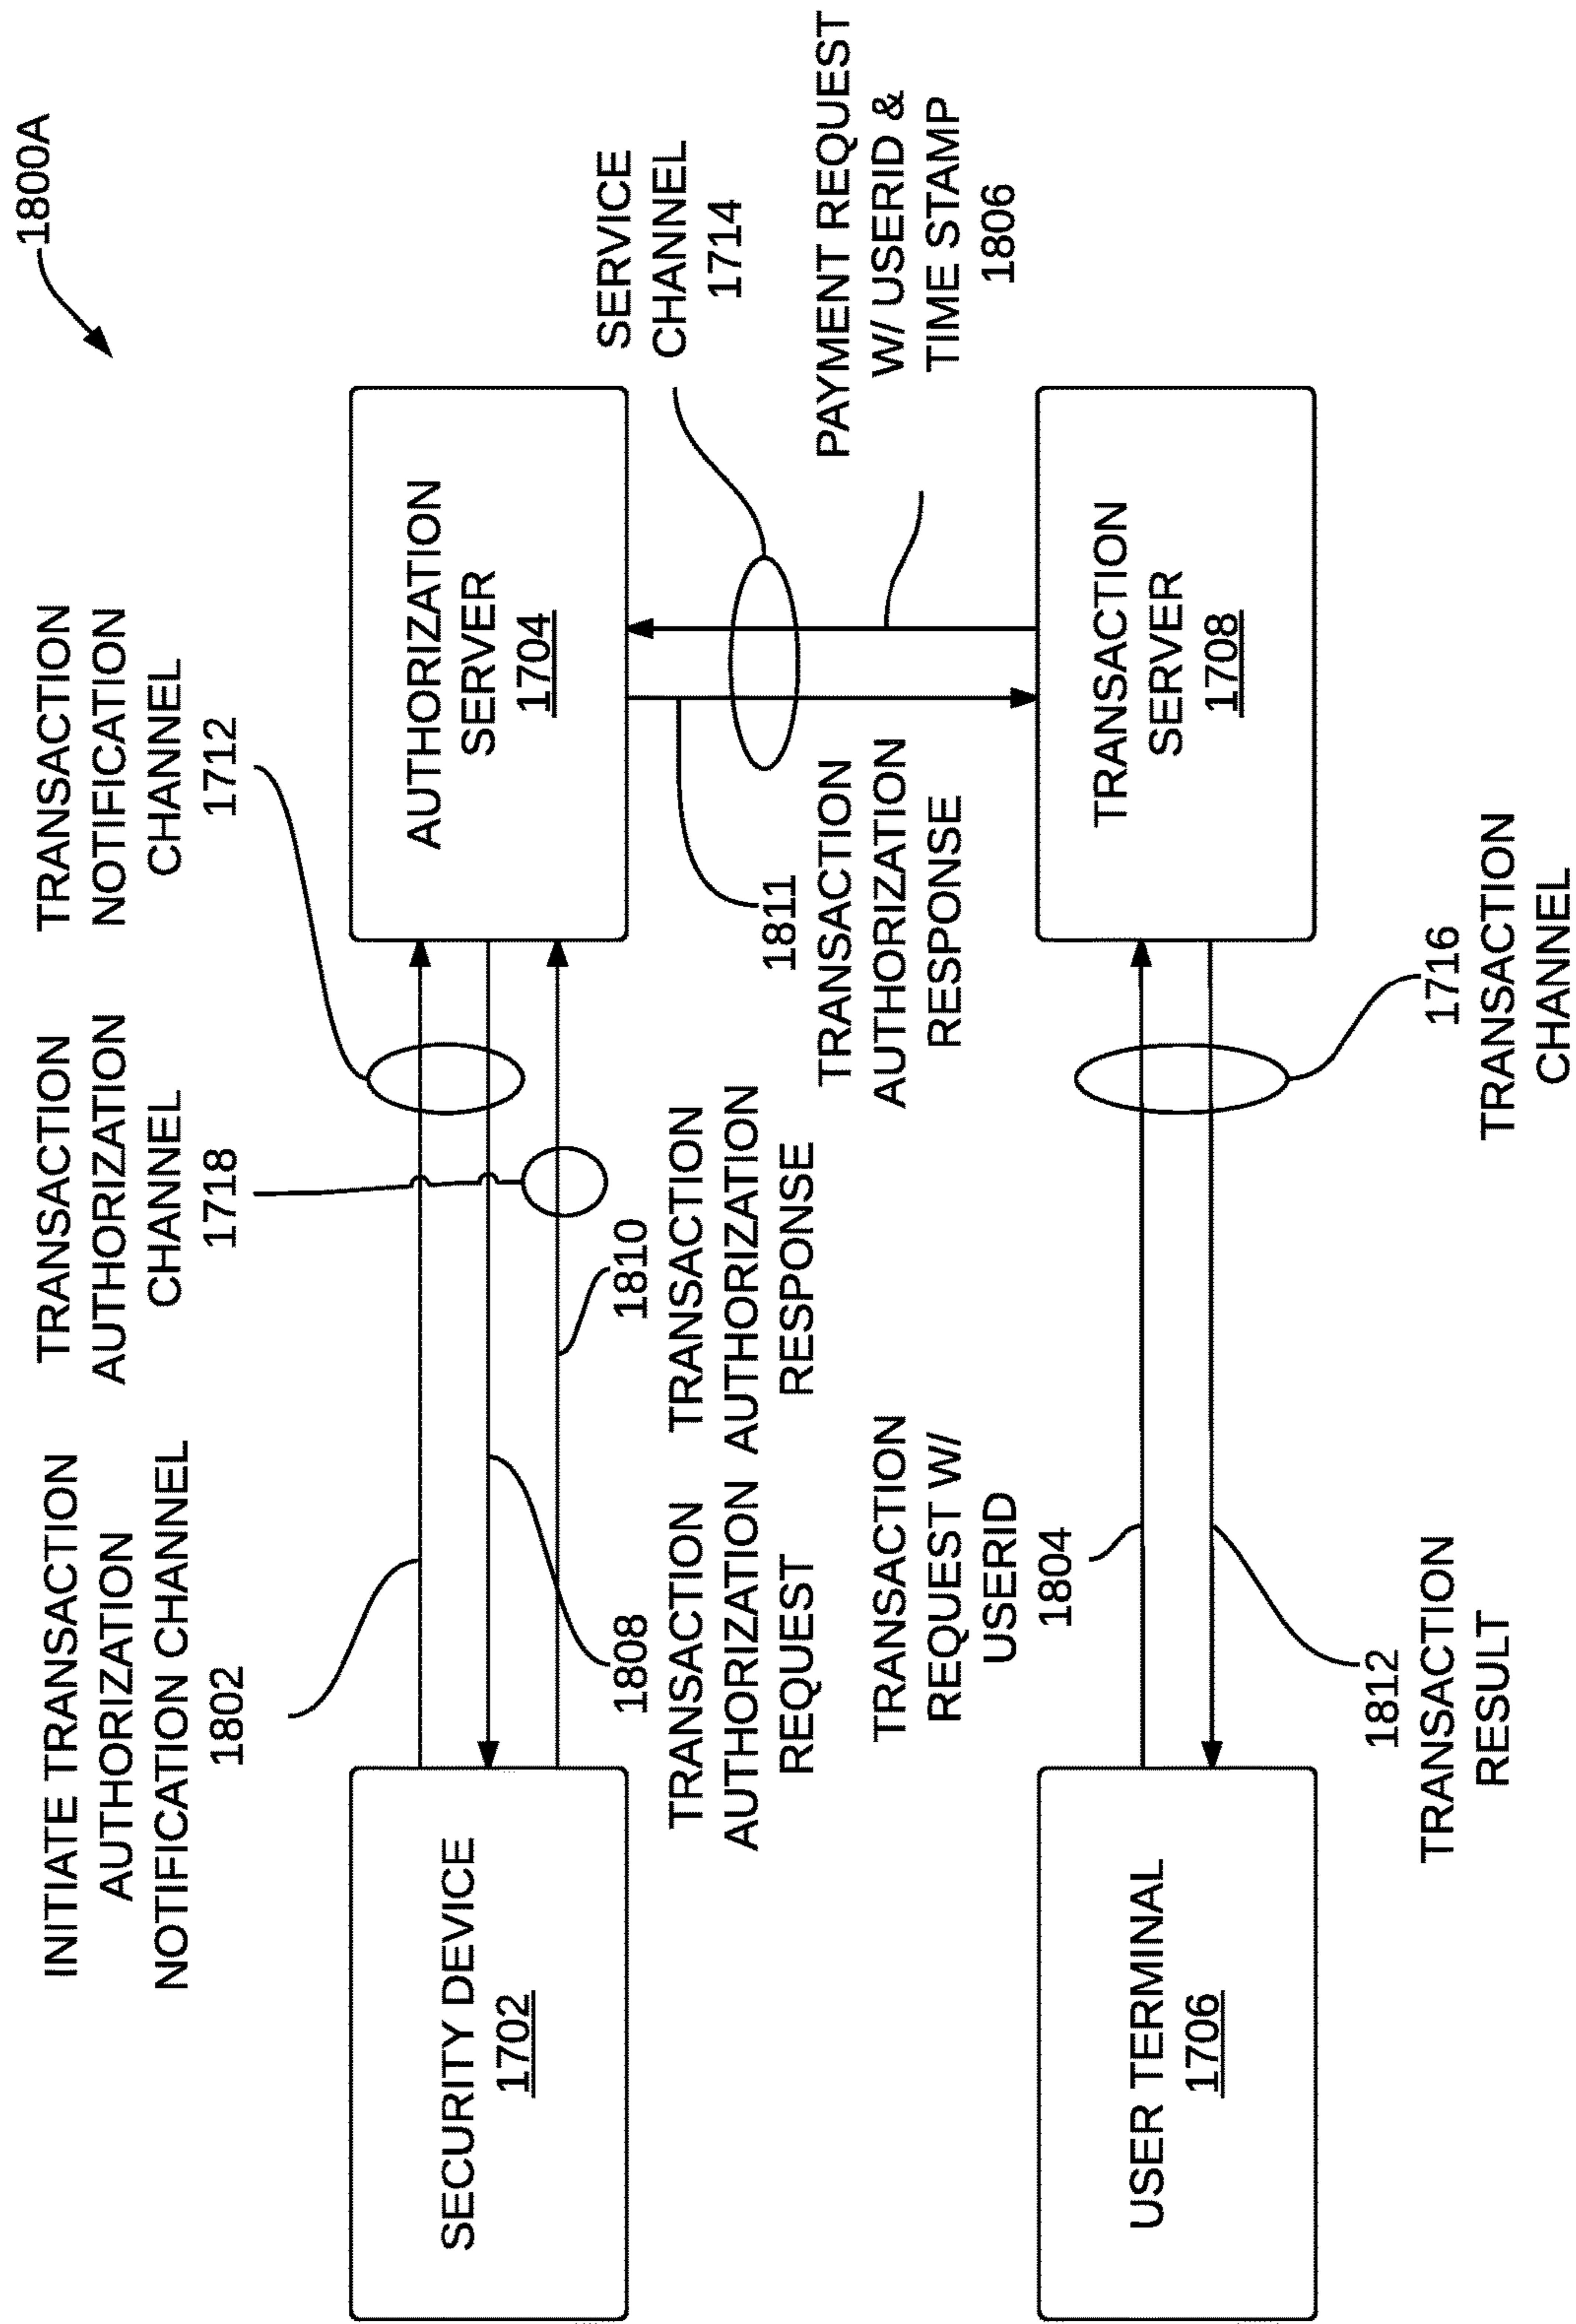 1800A
INITIATE TRANSACTION
AUTHORIZATION
NOTIFICATION CHANNEL
1802
TRANSACTION
AUTHORIZATION
CHANNEL
1718
TRANSACTION
NOTIFICATION
CHANNEL
1712
SECURITY DEVICE
1702
AUTHORIZATION
SERVER
1704
SERVICE
CHANNEL
1714
1808
TRANSACTION
AUTHORIZATION
REQUEST
1810
TRANSACTION
AUTHORIZATION
RESPONSE
1811
TRANSACTION
AUTHORIZATION
RESPONSE
PAYMENT REQUEST
W/ USERID &
TIME STAMP
1806
TRANSACTION
REQUEST W/
USERID
1804
USER TERMINAL
1706
TRANSACTION
SERVER
1708
1812
TRANSACTION
RESULT
1716
TRANSACTION
CHANNEL